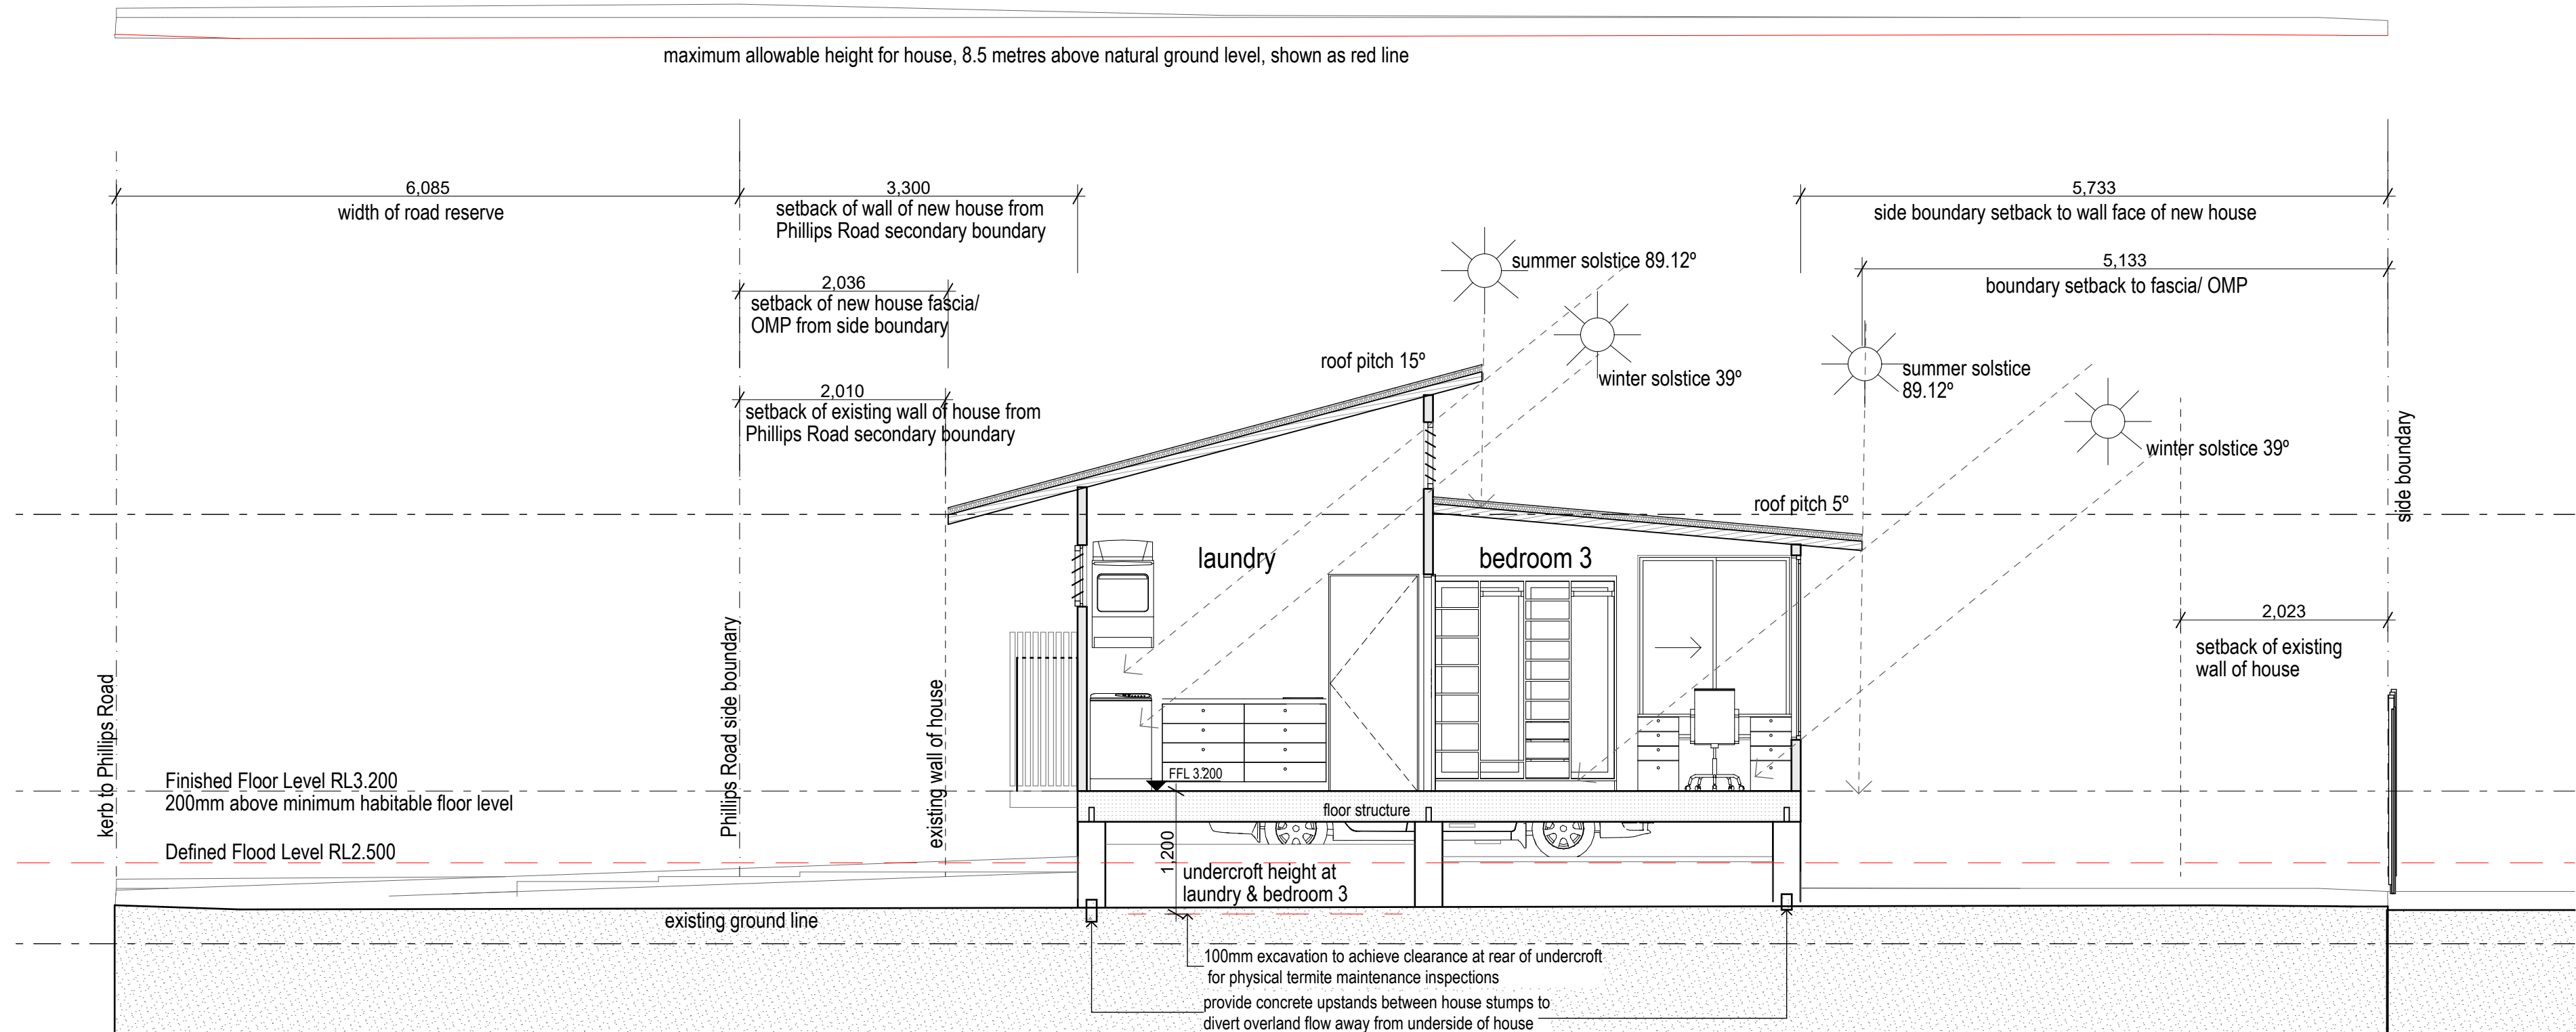 maximum allowable height for house, 8.5 metres above natural ground level, shown as red line
6,085
width of road reserve
3,300
setback of wall of new house from
Phillips Road secondary boundary
5,733
side boundary setback to wall face of new house
summer solstice 89.12º
5,133
boundary setback to fascia/ OMP
2,036
setback of new house fascia/
OMP from side boundary
roof pitch 15º
winter solstice 39º
summer solstice
89.12º
2,010
setback of existing wall of house from
Phillips Road secondary boundary
winter solstice 39º
side boundary
roof pitch 5º
laundry
bedroom 3
2,023
setback of existing
wall of house
kerb to Phillips Road
Phillips Road side boundary
existing wall of house
Finished Floor Level RL3.200
200mm above minimum habitable floor level
FFL 3.200
floor structure
Defined Flood Level RL2.500
1,200
undercroft height at
laundry & bedroom 3
existing ground line
100mm excavation to achieve clearance at rear of undercroft
for physical termite maintenance inspections
provide concrete upstands between house stumps to
divert overland flow away from underside of house